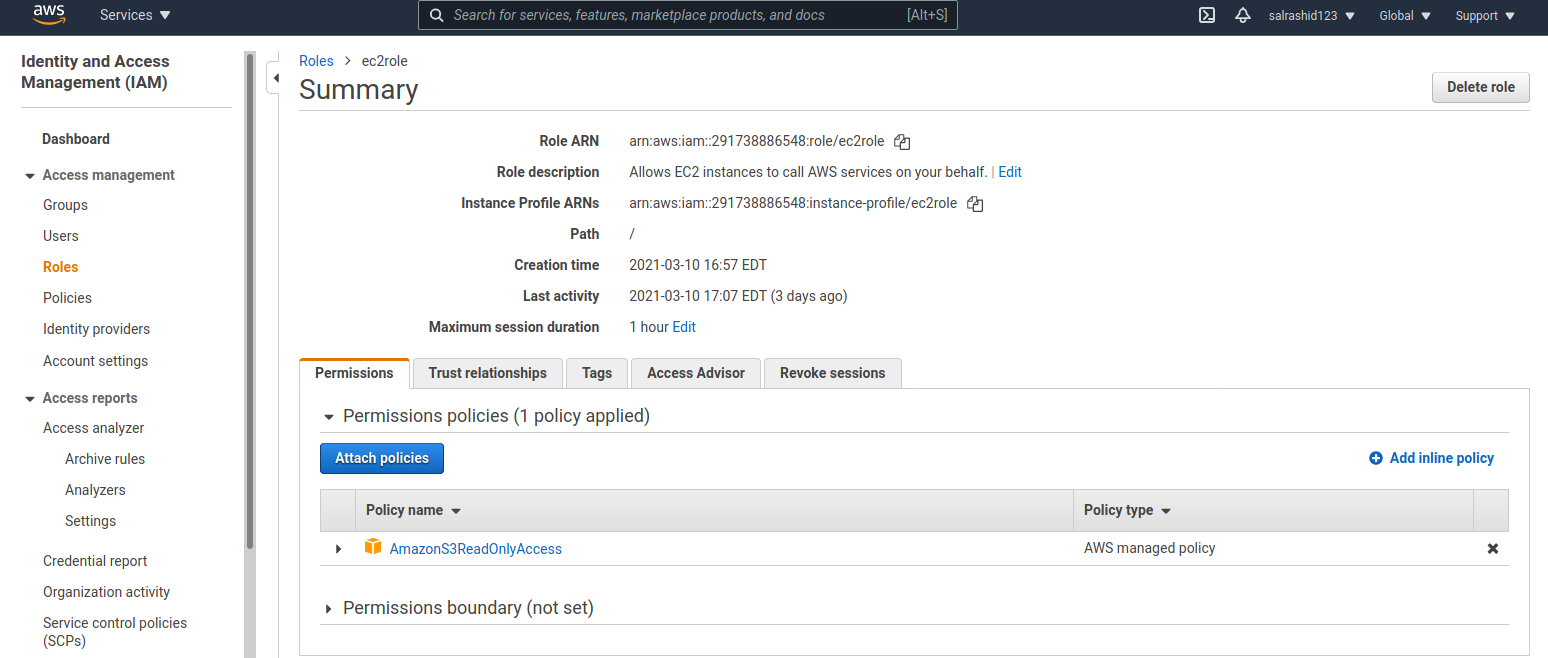 aws Services Search for services, features, marketplace products, and docs [Alt+S] salrashid123 Global Support
Identity and Access
Management (IAM)
Dashboard
Access management
Groups
Users
Roles
Policies
Identity providers
Account settings
Access reports
Access analyzer
Archive rules
Analyzers
Settings
Credential report
Organization activity
Service control policies
(SCPs)
Roles > ec2role
Summary
Delete role
Role ARN arn:aws:iam::291738886548:role/ec2role
Role description Allows EC2 instances to call AWS services on your behalf. | Edit
Instance Profile ARNs arn:aws:iam::291738886548:instance-profile/ec2role
Path /
Creation time 2021-03-10 16:57 EDT
Last activity 2021-03-10 17:07 EDT (3 days ago)
Maximum session duration 1 hour Edit
Permissions Trust relationships Tags Access Advisor Revoke sessions
Permissions policies (1 policy applied)
Attach policies Add inline policy
Policy name Policy type
AmazonS3ReadOnlyAccess AWS managed policy
Permissions boundary (not set)